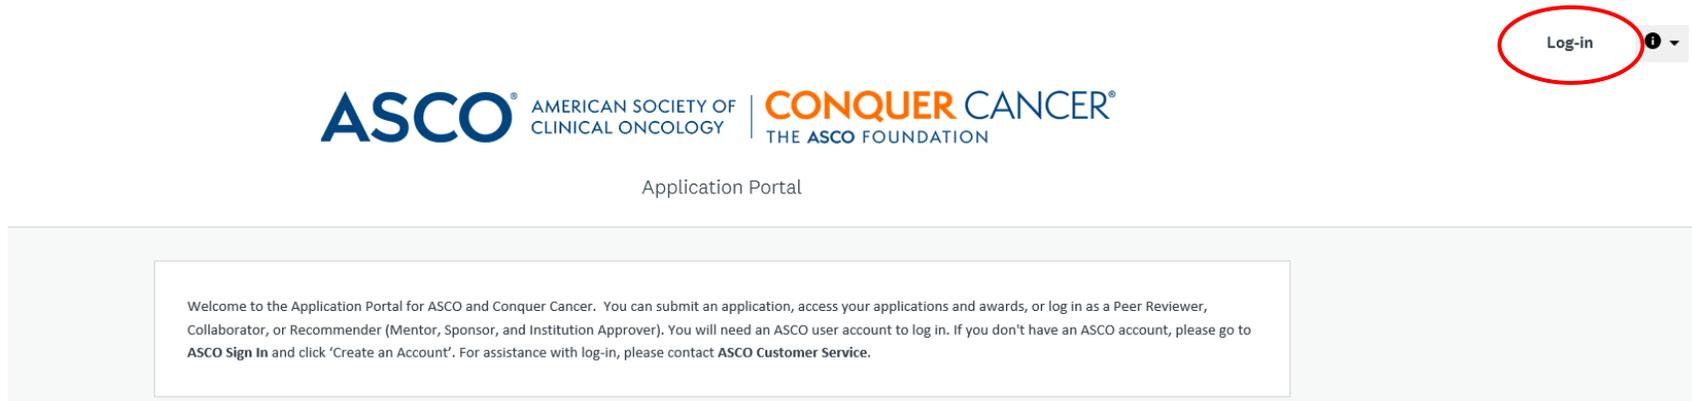 Log-in
ASCO® AMERICAN SOCIETY OF CLINICAL ONCOLOGY
CONQUER CANCER®
THE ASCO FOUNDATION
Application Portal
Welcome to the Application Portal for ASCO and Conquer Cancer.  You can submit an application, access your applications and awards, or log in as a Peer Reviewer,
Collaborator, or Recommender (Mentor, Sponsor, and Institution Approver). You will need an ASCO user account to log in. If you don't have an ASCO account, please go to
ASCO Sign In and click ‘Create an Account’. For assistance with log-in, please contact ASCO Customer Service.